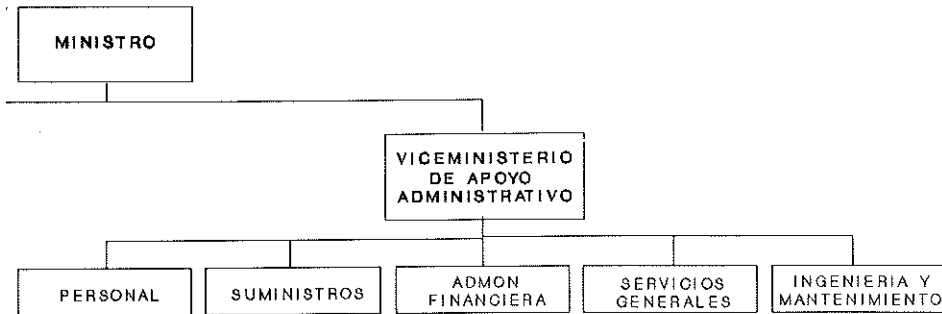 MINISTRO
VICEMINISTERIO
DE APOYO
ADMINISTRATIVO
PERSONAL
SUMINISTROS
ADMON
FINANCIERA
SERVICIOS
GENERALES
INGENIERIA Y
MANTENIMIENTO